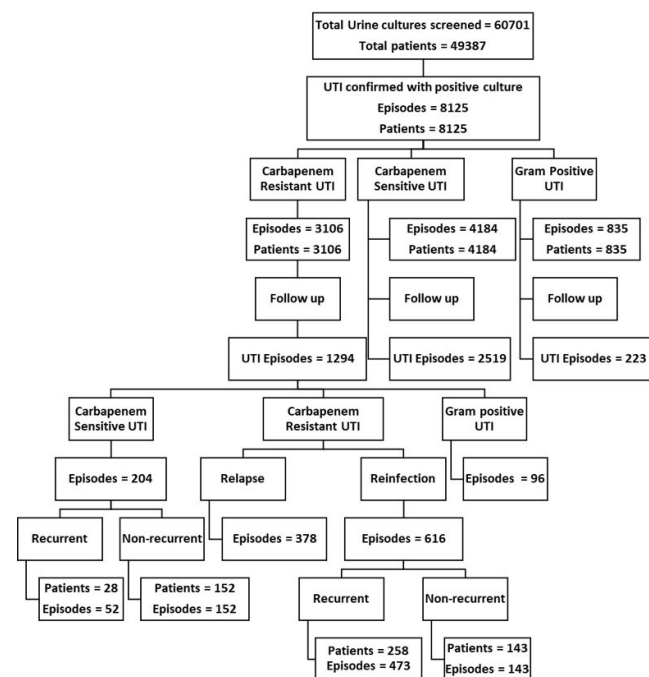 Total Urine cultures screened = 60701
Total patients = 49387
UTI confirmed with positive culture
Episodes = 8125
Patients = 8125
Carbapenem
Resistant UTI
Carbapenem
Sensitive UTI
Gram Positive
UTI
Episodes = 3106
Patients = 3106
Episodes = 4184
Patients = 4184
Episodes = 835
Patients = 835
Follow up
Follow up
Follow up
UTI Episodes = 1294
UTI Episodes = 2519
UTI Episodes = 223
Carbapenem
Sensitive UTI
Carbapenem
Resistant UTI
Gram positive
UTI
Episodes = 204
Relapse
Reinfection
Episodes = 96
Recurrent
Non-recurrent
Episodes = 378
Episodes = 616
Patients = 28
Episodes = 52
Patients = 152
Episodes = 152
Recurrent
Non-recurrent
Patients = 258
Episodes = 473
Patients = 143
Episodes = 143